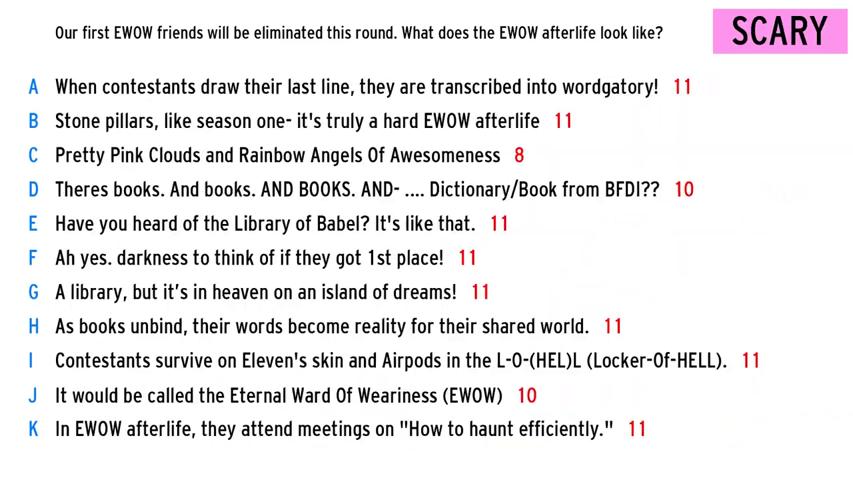 Our first EWOW friends will be eliminated this round. What does the EWOW afterlife look like?
SCARY
A When contestants draw their last line, they are transcribed into wordgatory! 11
B Stone pillars, like season one- it's truly a hard EWOW afterlife 11
C Pretty Pink Clouds and Rainbow Angels Of Awesomeness 8
D Theres books. And books. AND BOOKS. AND- .... Dictionary/Book from BFDI?? 10
E Have you heard of the Library of Babel? It's like that. 11
F Ah yes. darkness to think of if they got 1st place! 11
G A library, but it’s in heaven on an island of dreams! 11
H As books unbind, their words become reality for their shared world. 11
I Contestants survive on Eleven's skin and Airpods in the L-O-(HEL)L (Locker-Of-HELL). 11
J It would be called the Eternal Ward Of Weariness (EWOW) 10
K In EWOW afterlife, they attend meetings on "How to haunt efficiently." 11